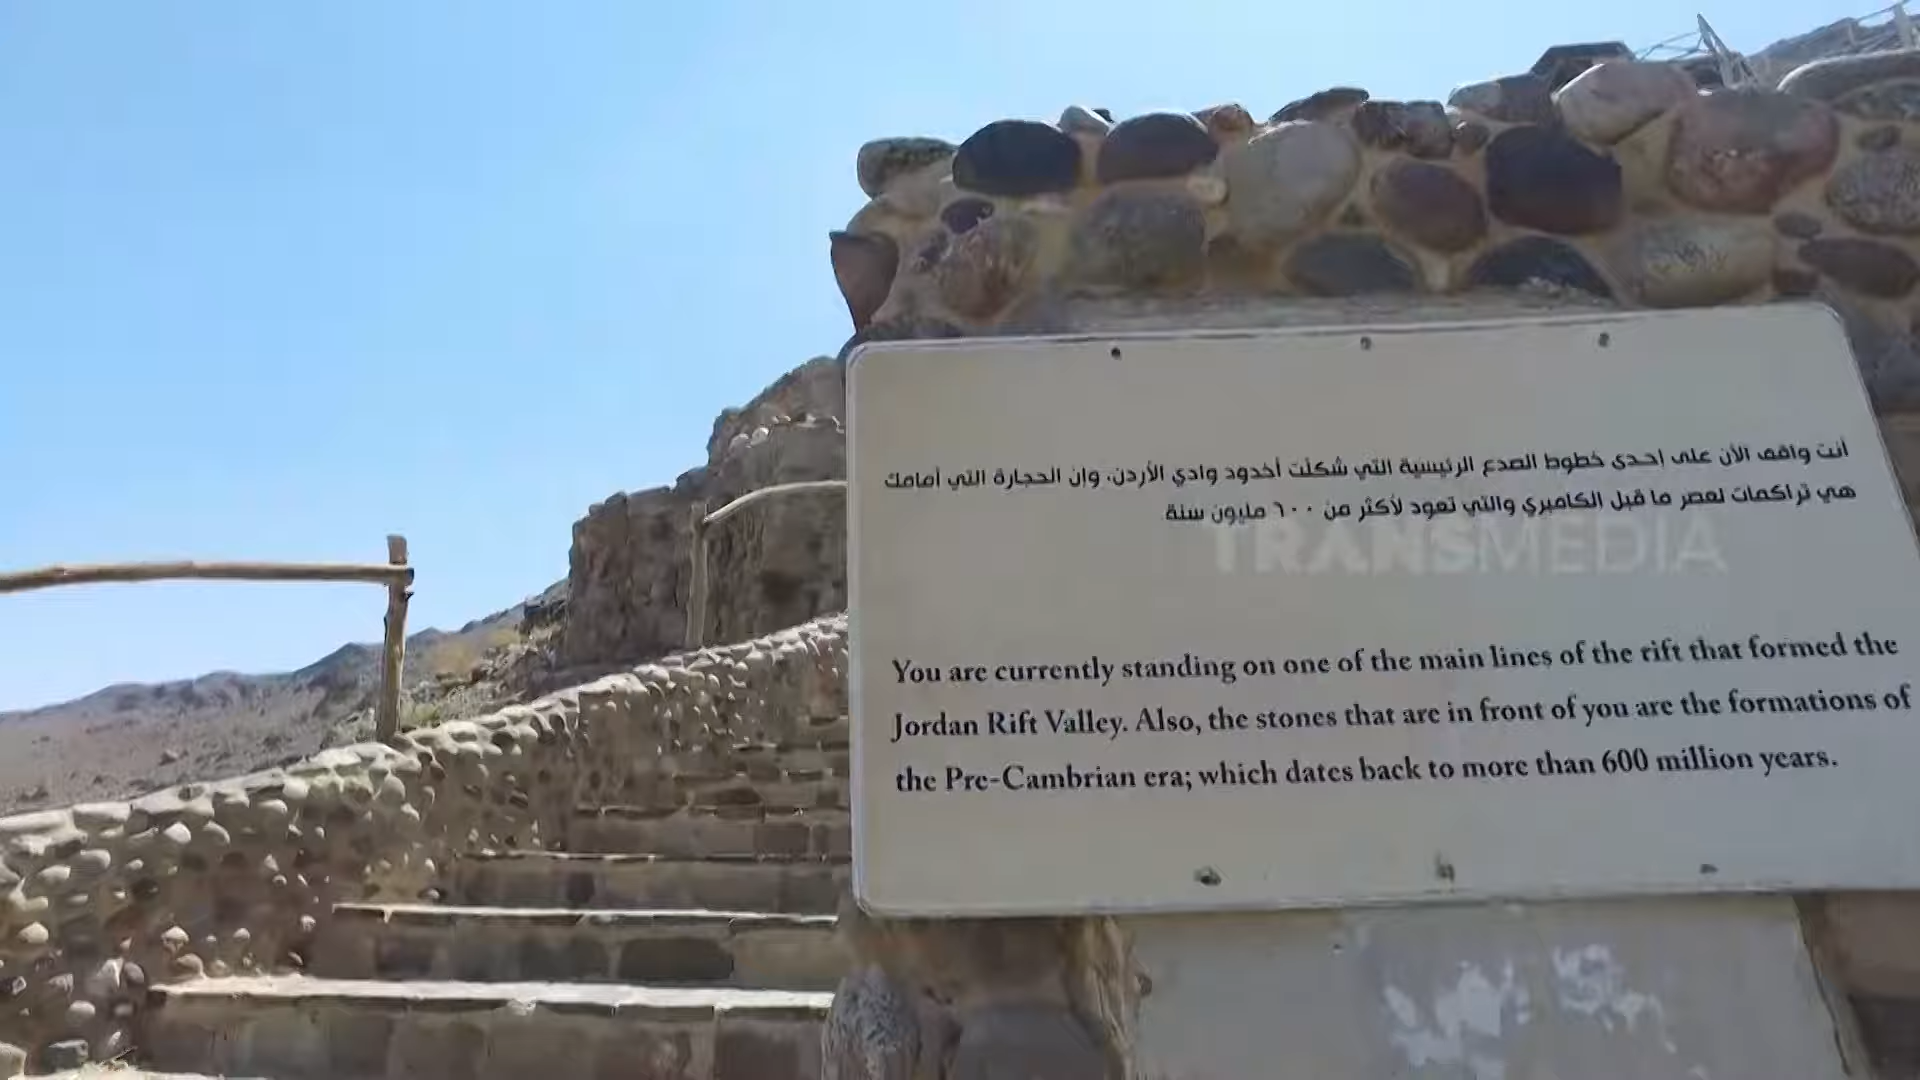 أنت واقف الآن على إحدى خطوط الصدع الرئيسية التي شكلت أخدود وادي الأردن. وإن الحجارة التي أمامك
هي تراكمات لعصر ما قبل الكامبري والتي تعود لأكثر من ٦٠٠ مليون سنة
TRANSMEDIA
You are currently standing on one of the main lines of the rift that formed the
Jordan Rift Valley. Also, the stones that are in front of you are the formations of
the Pre-Cambrian era; which dates back to more than 600 million years.